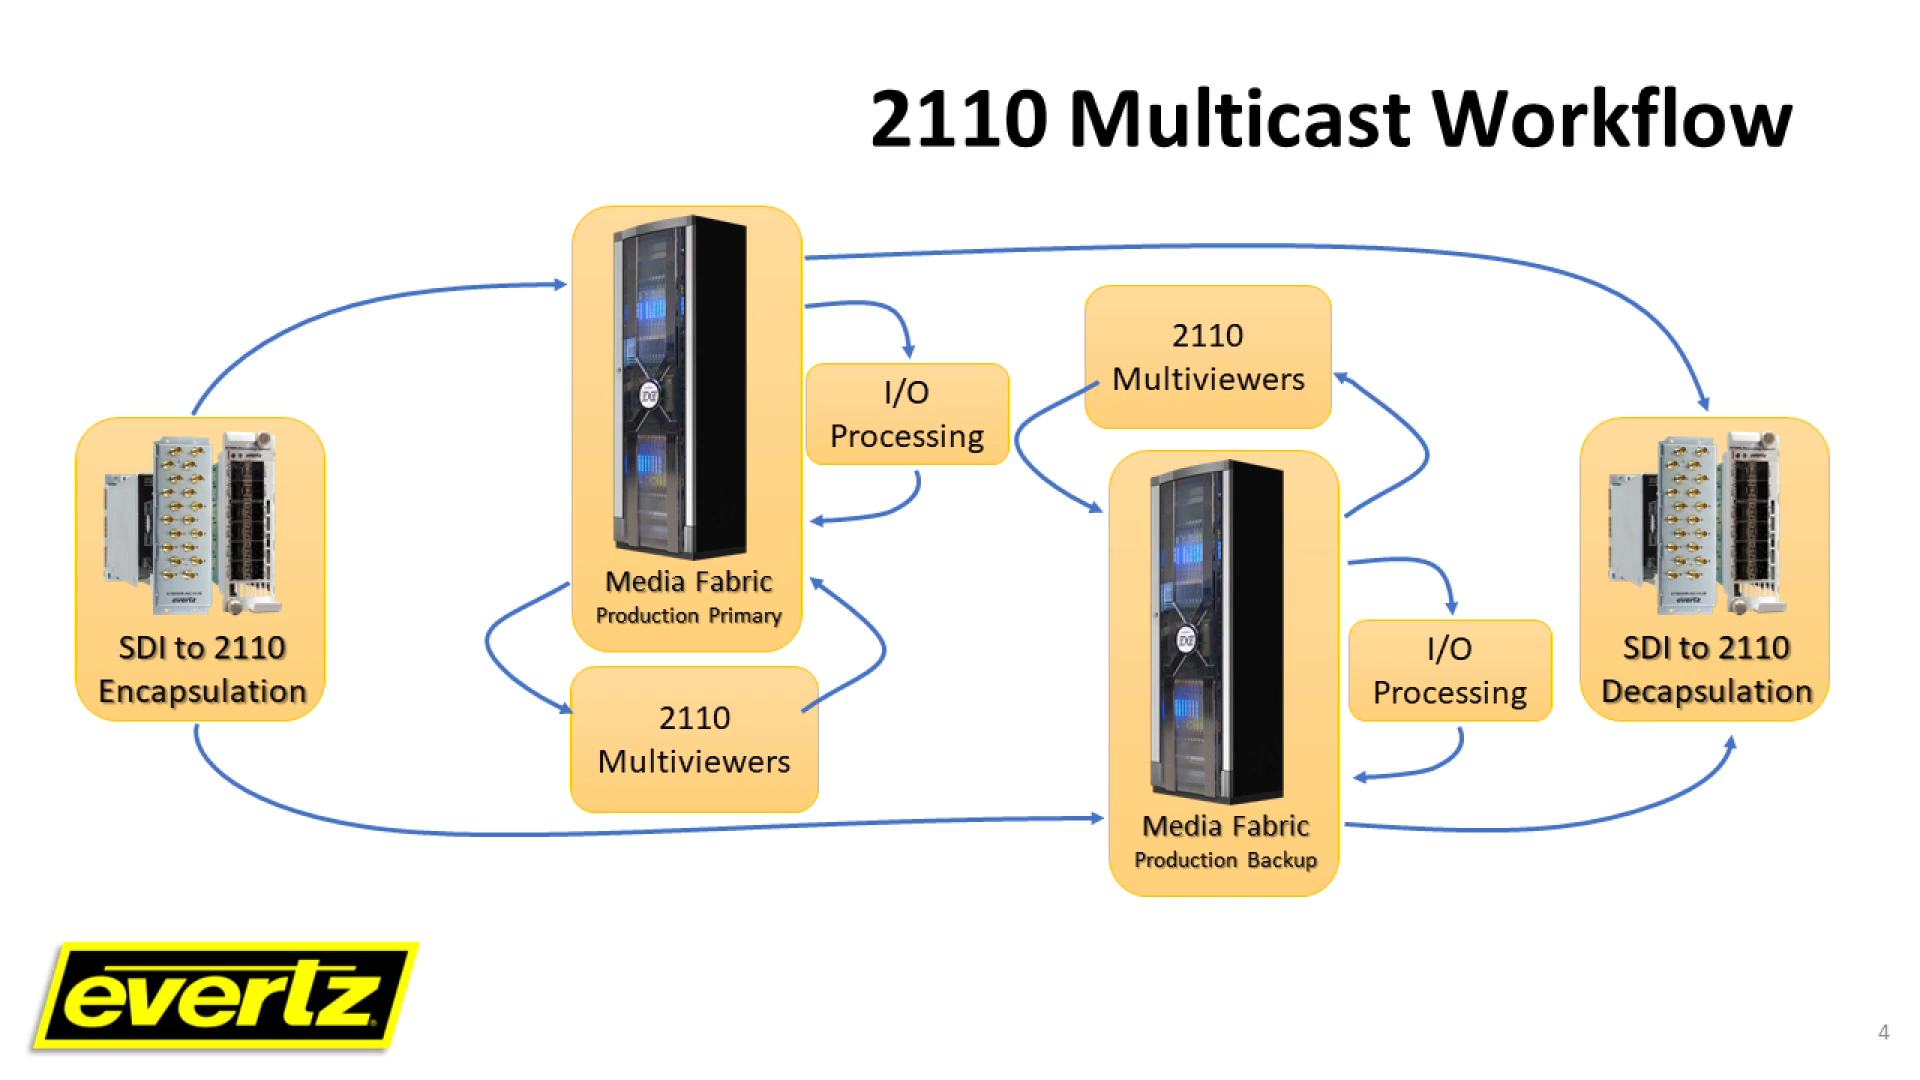 2110 Multicast Workflow
SDI to 2110
Encapsulation
Media Fabric
Production Primary
I/O
Processing
2110
Multiviewers
2110
Multiviewers
Media Fabric
Production Backup
I/O
Processing
SDI to 2110
Decapsulation
evertz
4